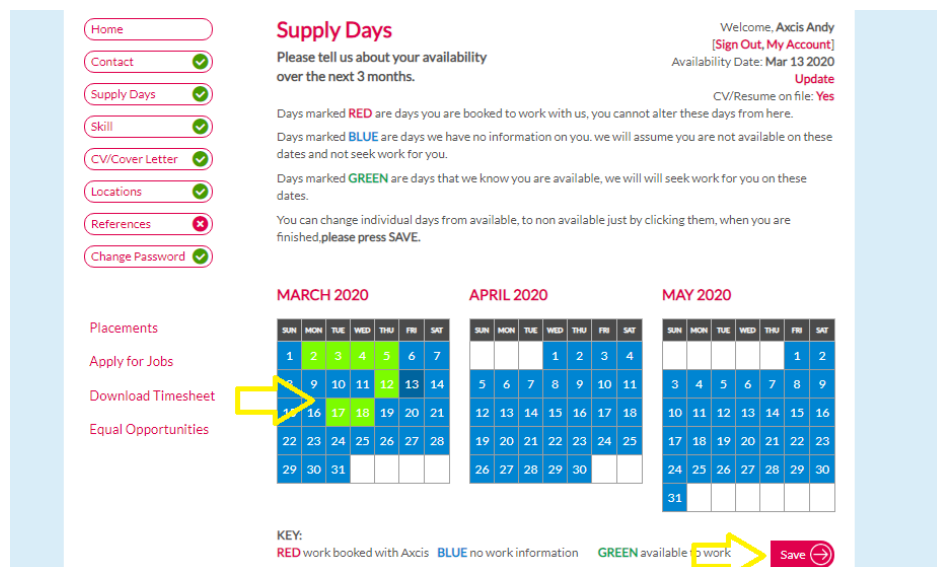 Home
Contact
Supply Days
Skill
CV/Cover Letter
Locations
References
Change Password
Placements
Apply for Jobs
Download Timesheet
Equal Opportunities
Supply Days
Please tell us about your availability
over the next 3 months.
Welcome, Axcis Andy
[Sign Out, My Account]
Availability Date: Mar 13 2020
Update
CV/Resume on file: Yes
Days marked RED are days you are booked to work with us, you cannot alter these days from here.
Days marked BLUE are days we have no information on you. we will assume you are not available on these
dates and not seek work for you.
Days marked GREEN are days that we know you are available, we will will seek work for you on these
dates.
You can change individual days from available, to non available just by clicking them, when you are
finished,please press SAVE.
MARCH 2020
SUN MON TUE WED THU FRI SAT
1 2 3 4 5 6 7
9 10 11 12 13 14
16 17 18 19 20 21
22 23 24 25 26 27 28
29 30 31
APRIL 2020
SUN MON TUE WED THU FRI SAT
1 2 3 4
5 6 7 8 9 10 11
12 13 14 15 16 17 18
19 20 21 22 23 24 25
26 27 28 29 30
MAY 2020
SUN MON TUE WED THU FRI SAT
1 2
3 4 5 6 7 8 9
10 11 12 13 14 15 16
17 18 19 20 21 22 23
24 25 26 27 28 29 30
31
KEY:
RED work booked with Axcis BLUE no work information GREEN available to work
Save